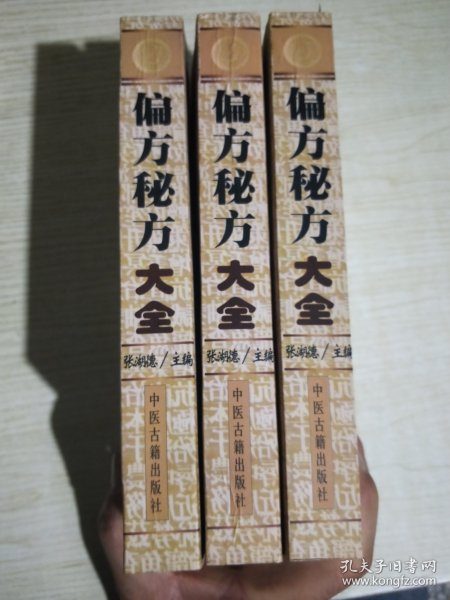 偏方秘方
大全
张湖德/主编
中医古籍出版社
偏方秘方
大全
张湖德/主编
中医古籍出版社
偏方秘方
大全
张湖德/主编
中医古籍出版社
孔夫子旧书网
www.kongfz.com